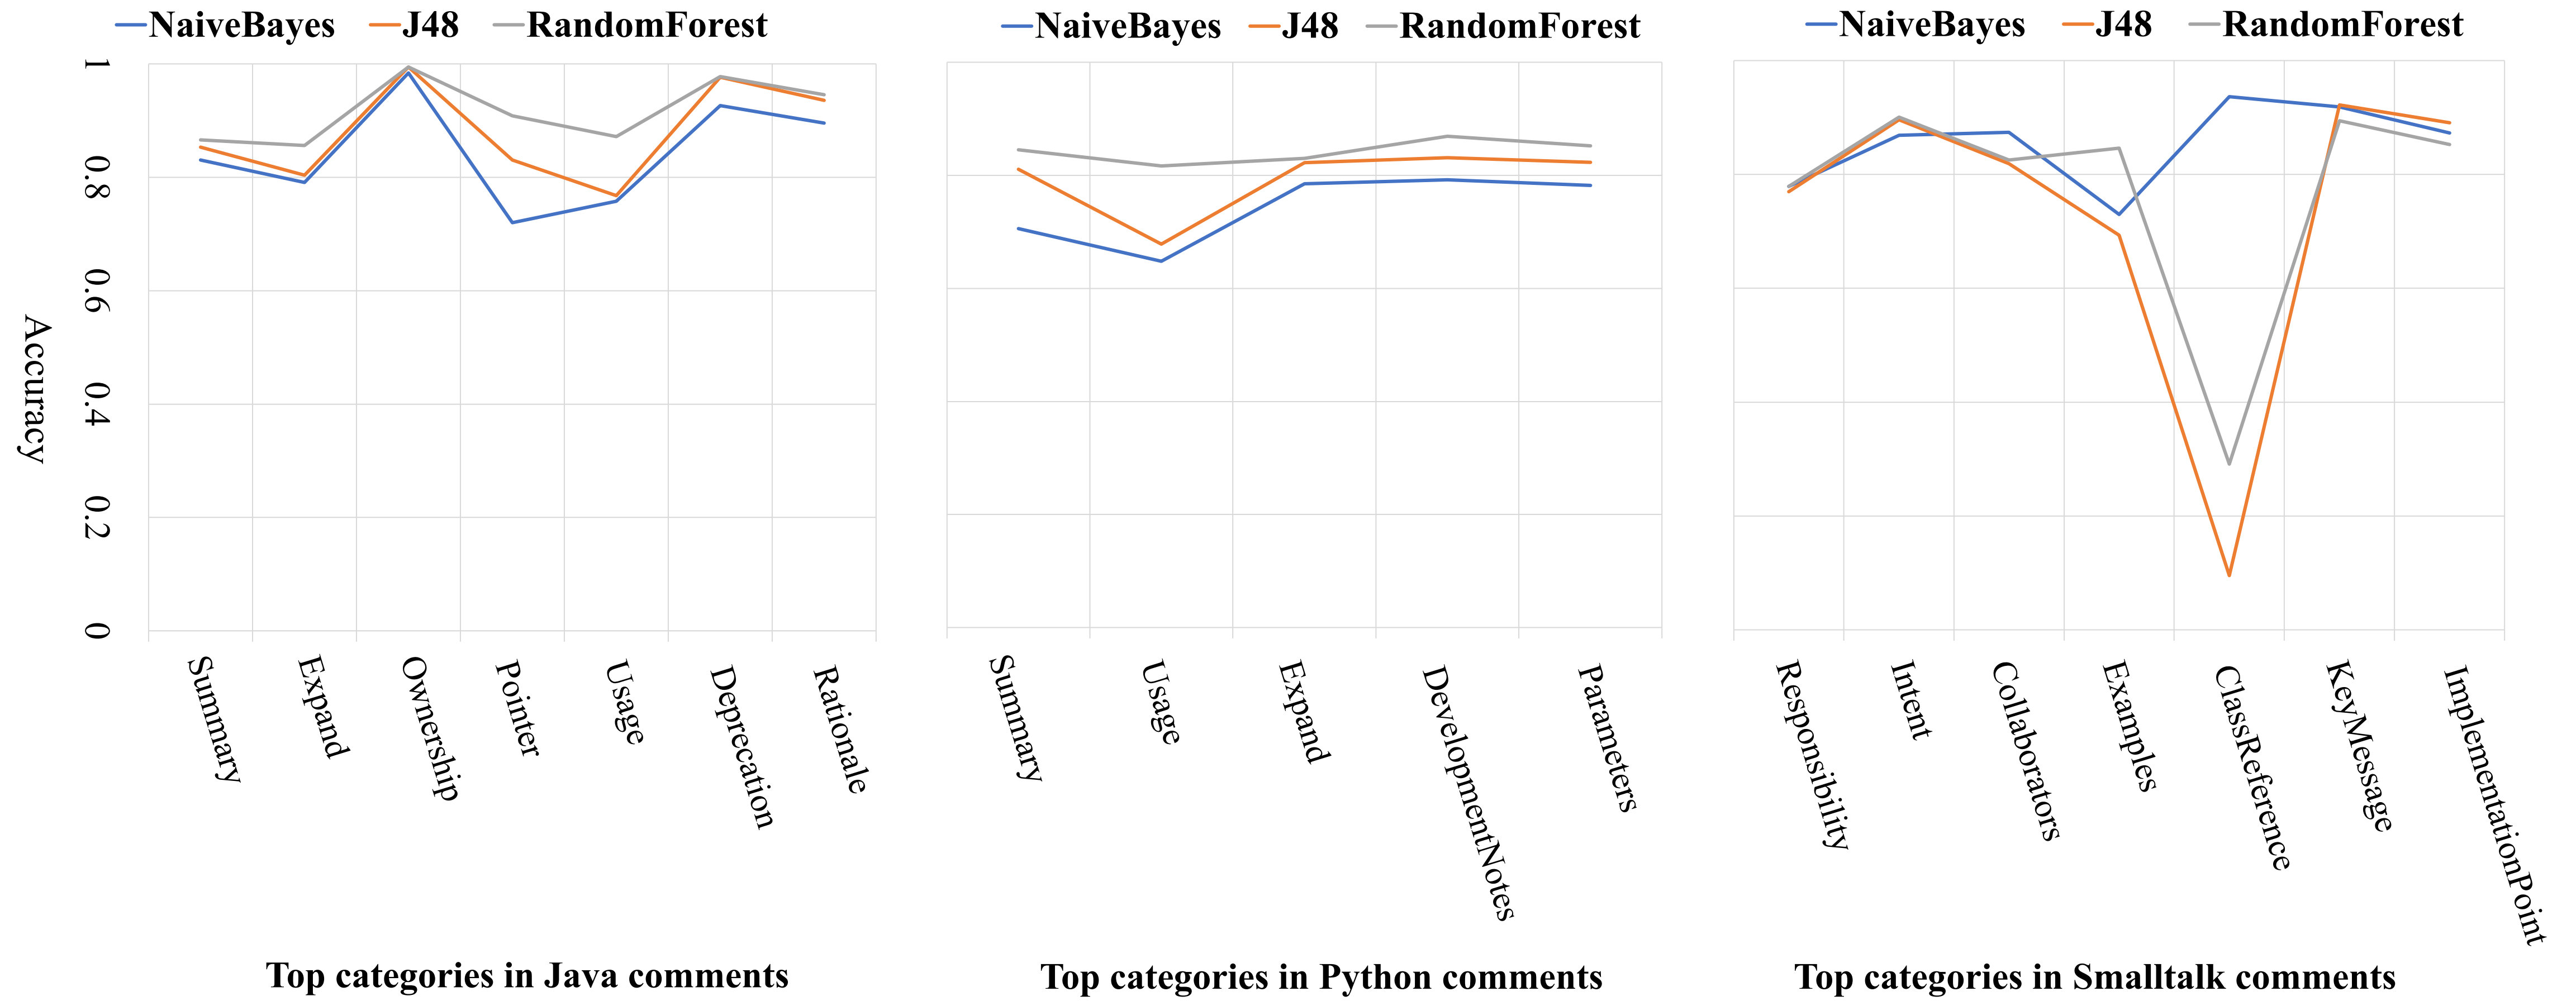 NaiveBayes J48 RandomForest
1
0.8
0.6
0.4
0.2
0
Accuracy
Summary
Expand
Ownership
Pointer
Usage
Deprecation
Rationale
Top categories in Java comments
NaiveBayes J48 RandomForest
Summary
Usage
Expand
DevelopmentNotes
Parameters
Top categories in Python comments
NaiveBayes J48 RandomForest
Responsibility
Intent
Collaborators
Examples
ClassReference
KeyMessage
ImplementationPoint
Top categories in Smalltalk comments